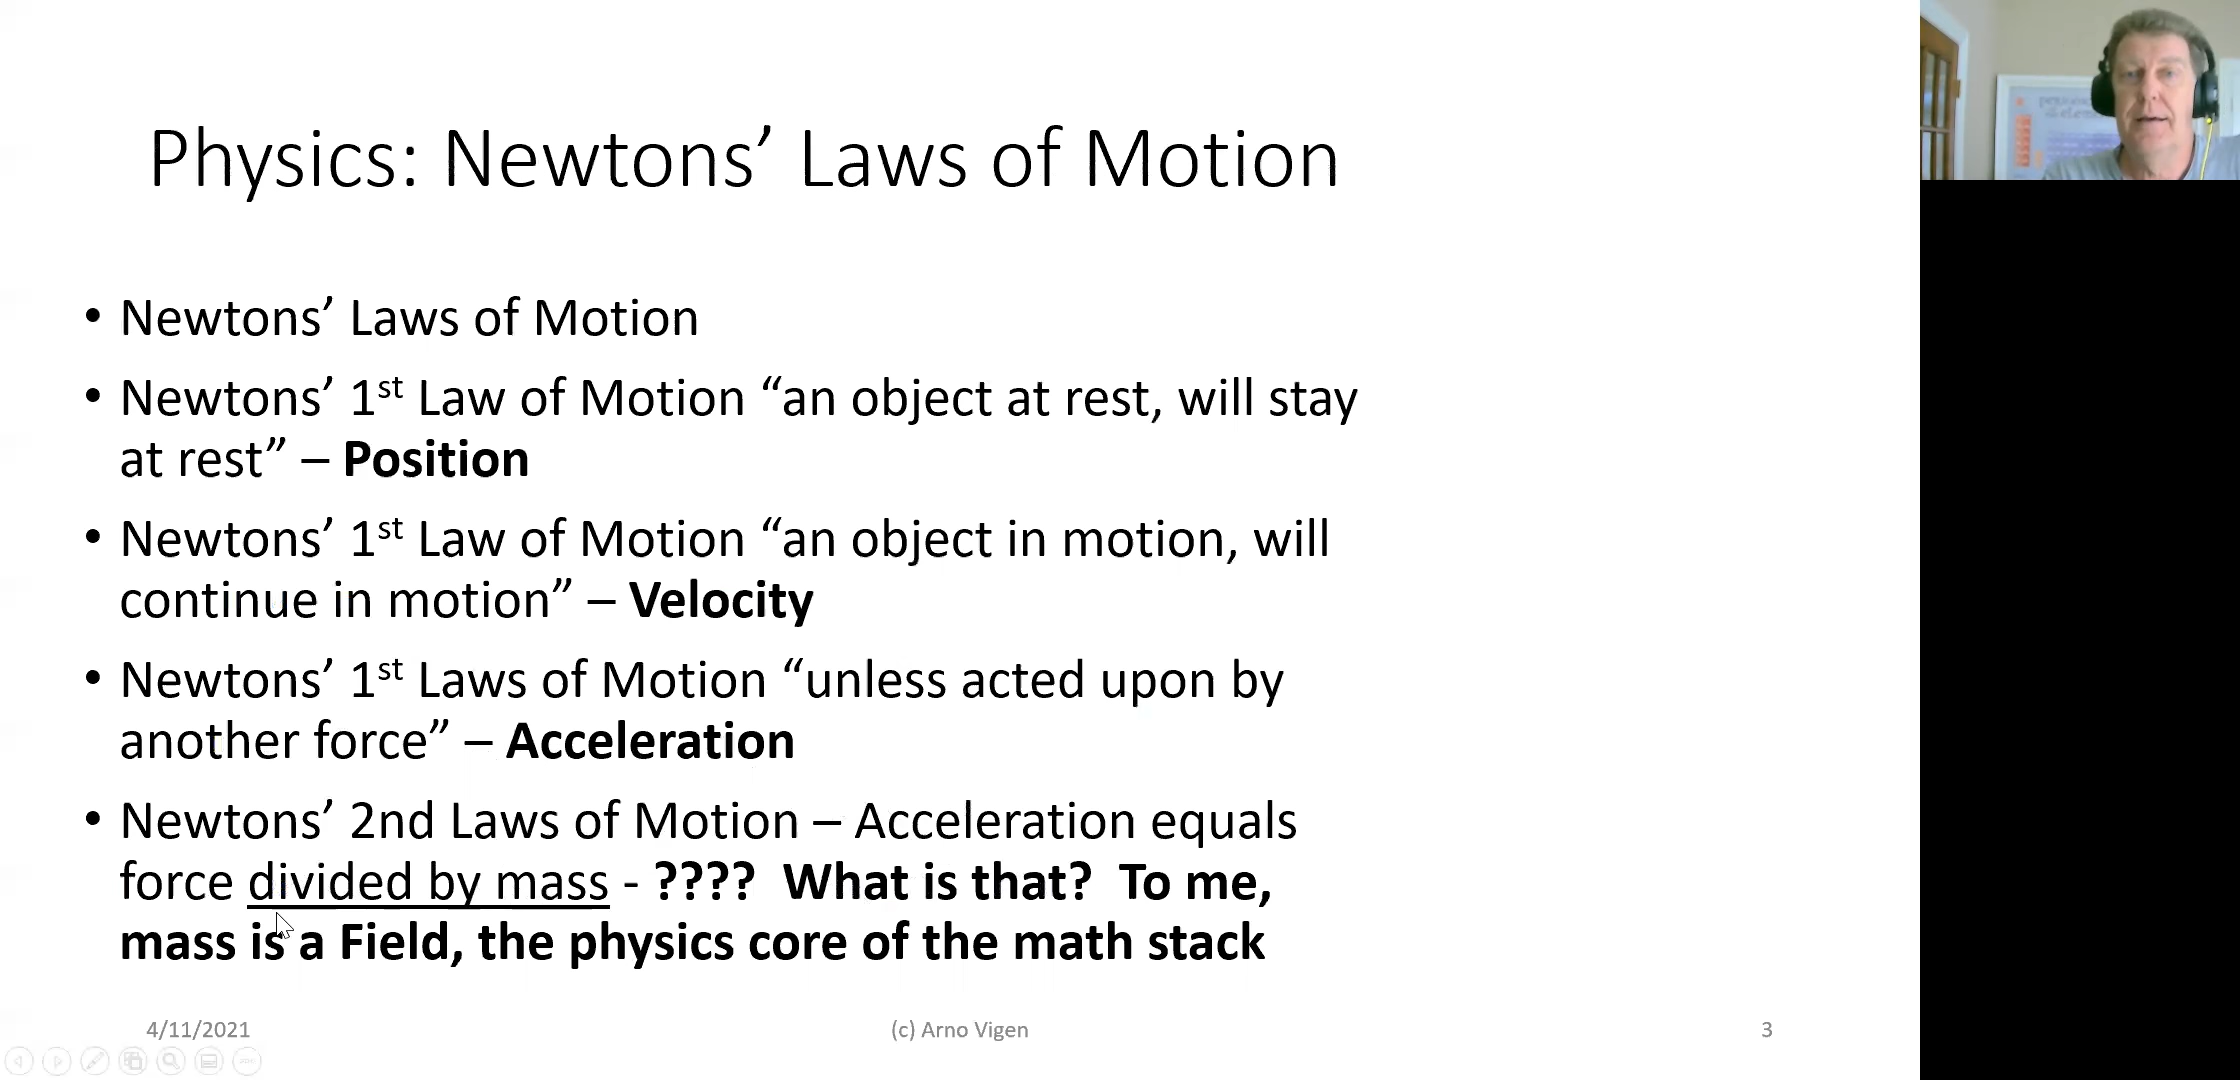 Physics: Newtons’ Laws of Motion
• Newtons’ Laws of Motion
• Newtons’ 1st Law of Motion “an object at rest, will stay
at rest” – Position
• Newtons’ 1st Law of Motion “an object in motion, will
continue in motion” – Velocity
• Newtons’ 1st Laws of Motion “unless acted upon by
another force” – Acceleration
• Newtons’ 2nd Laws of Motion – Acceleration equals
force divided by mass - ???? What is that? To me,
mass is a Field, the physics core of the math stack
4/11/2021
(c) Arno Vigen
3